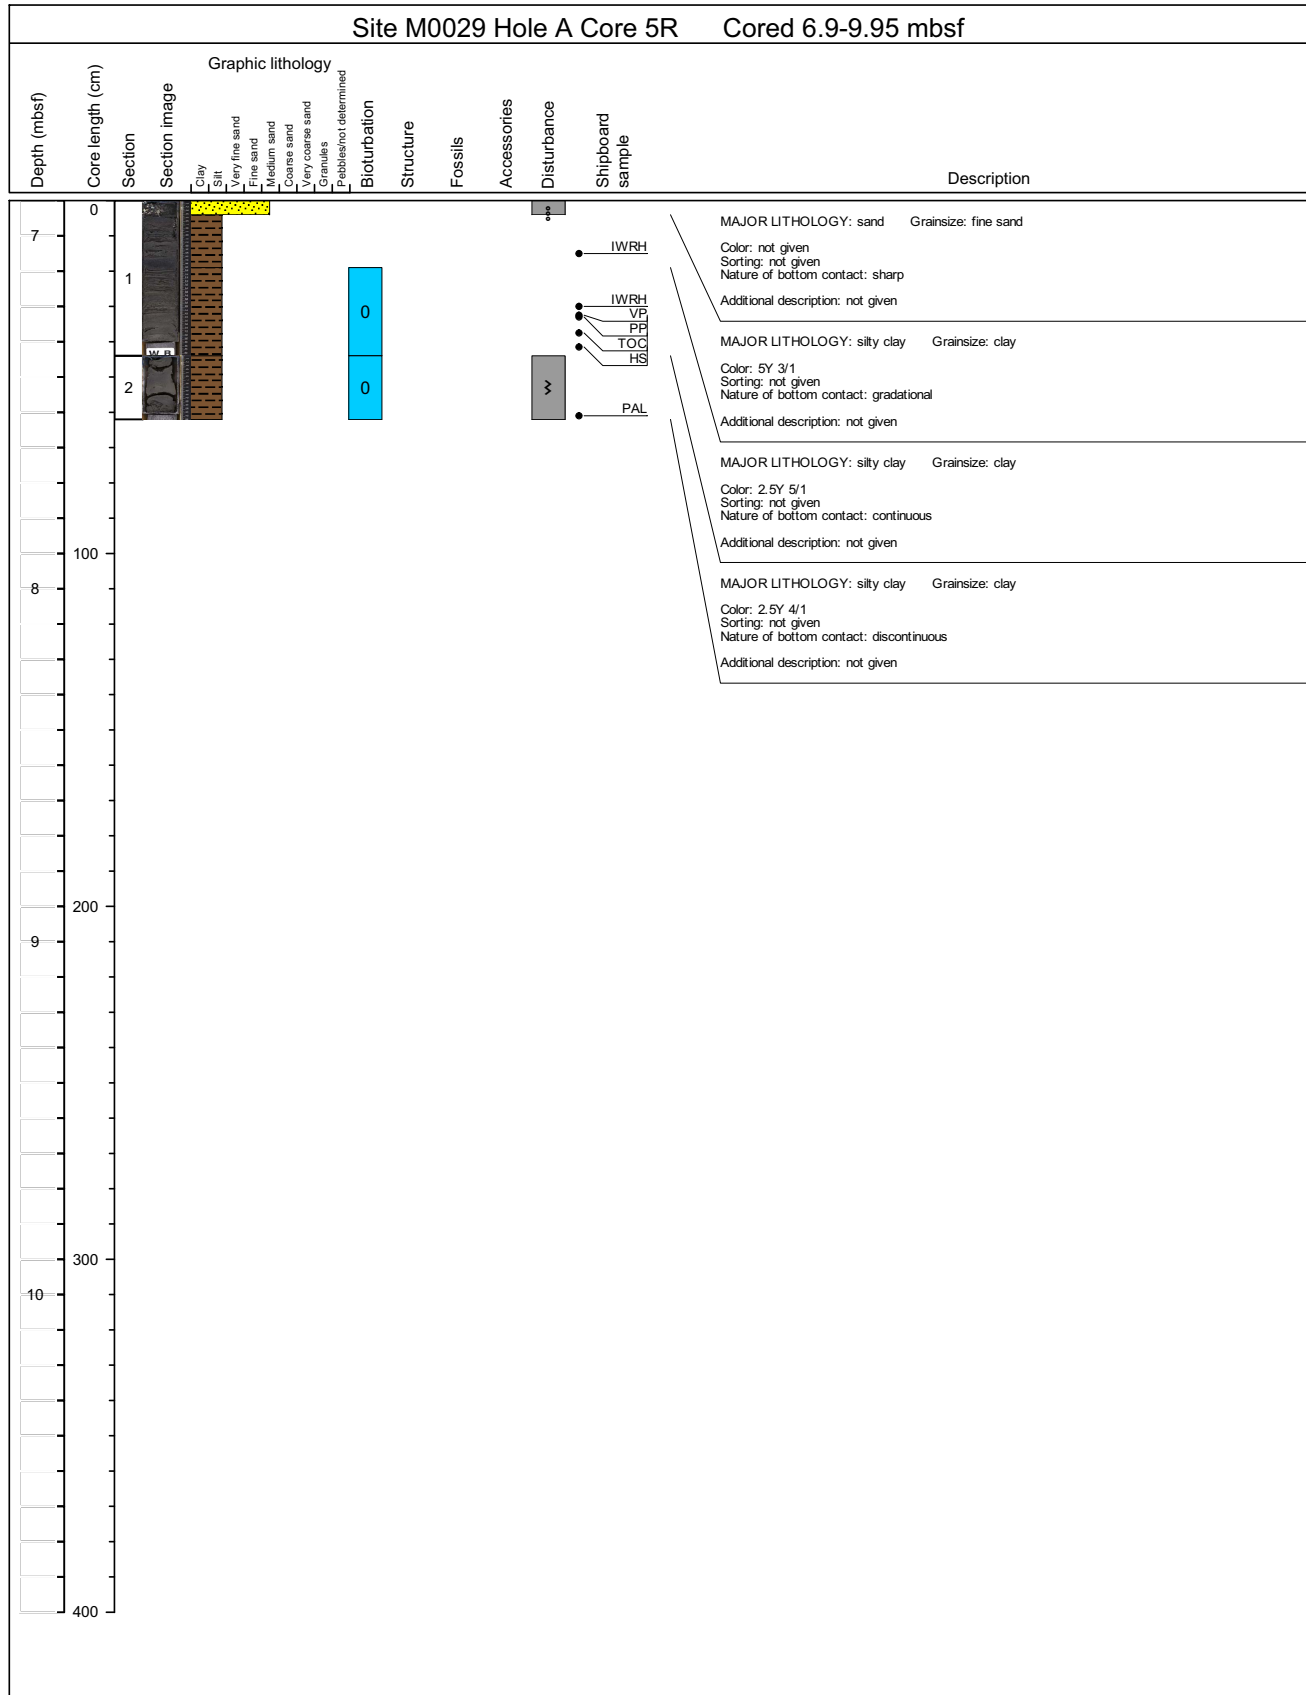 Site M0029 Hole A Core 5R Cored 6.9-9.95 mbsf
Graphic lithology
Depth (mbsf)
Core length (cm)
Section
Section image
Clay
Silt
Very fine sand
Fine sand
Medium sand
Coarse sand
Very coarse sand
Granules
Pebbles/not determined
Bioturbation
Structure
Fossils
Accessories
Disturbance
Shipboard
sample
Description
0
7
1
W R
2
100
8
200
9
300
10
400
0
0
IWRH
IWRH
VP
PP
TOC
HS
PAL
MAJOR LITHOLOGY: sand Grainsize: fine sand
Color: not given
Sorting: not given
Nature of bottom contact: sharp
Additional description: not given
MAJOR LITHOLOGY: silty clay Grainsize: clay
Color: 5Y 3/1
Sorting: not given
Nature of bottom contact: gradational
Additional description: not given
MAJOR LITHOLOGY: silty clay Grainsize: clay
Color: 2.5Y 5/1
Sorting: not given
Nature of bottom contact: continuous
Additional description: not given
MAJOR LITHOLOGY: silty clay Grainsize: clay
Color: 2.5Y 4/1
Sorting: not given
Nature of bottom contact: discontinuous
Additional description: not given